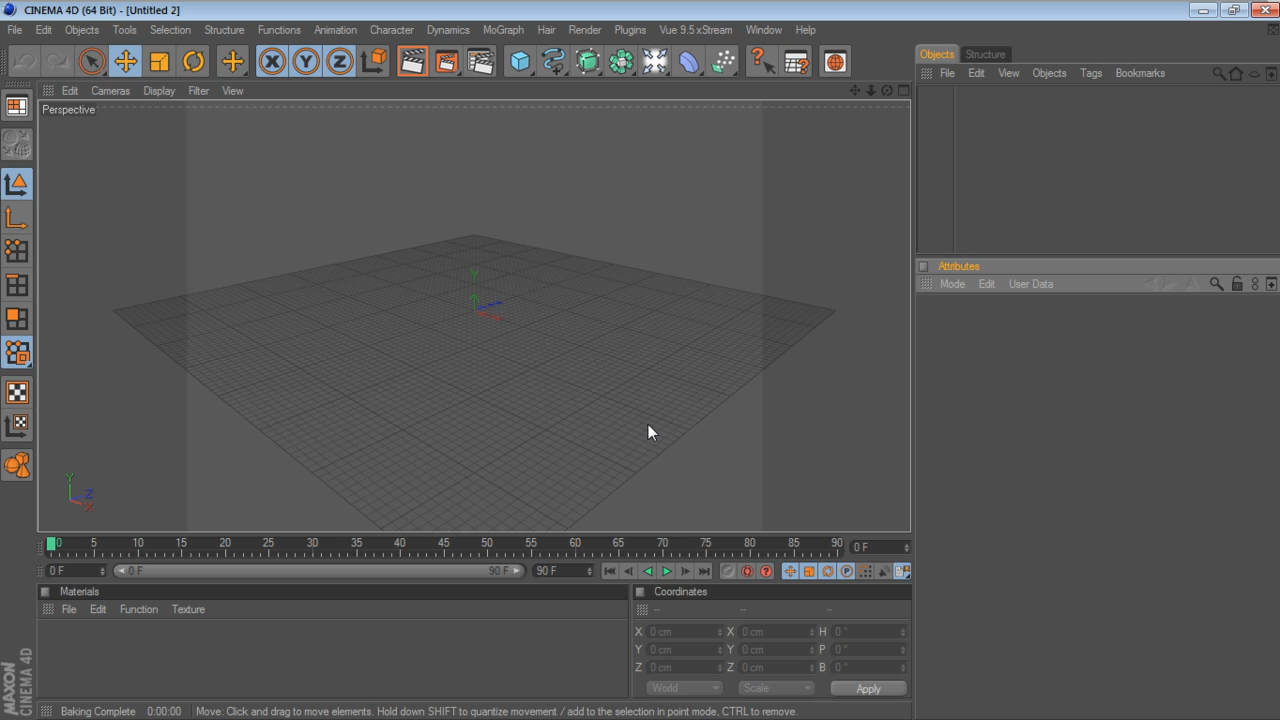 CINEMA 4D (64 Bit) - [Untitled 2]
File Edit Objects Tools Selection Structure Functions Animation Character Dynamics MoGraph Hair Render Plugins Vue 9.5 xStream Window Help
X Y Z
Objects Structure
File Edit View Objects Tags Bookmarks
Edit Cameras Display Filter View
Perspective
Y
Attributes
Mode Edit User Data
Y
Z
X
0 5 10 15 20 25 30 35 40 45 50 55 60 65 70 75 80 85 90 0 F
0 F 0 F 90 F 90 F
Materials
File Edit Function Texture
Coordinates
-- -- --
X 0 cm X 0 cm H 0 °
Y 0 cm Y 0 cm P 0 °
Z 0 cm Z 0 cm B 0 °
World Scale Apply
MAXON
CINEMA 4D
Baking Complete 0:00:00 Move: Click and drag to move elements. Hold down SHIFT to quantize movement / add to the selection in point mode, CTRL to remove.